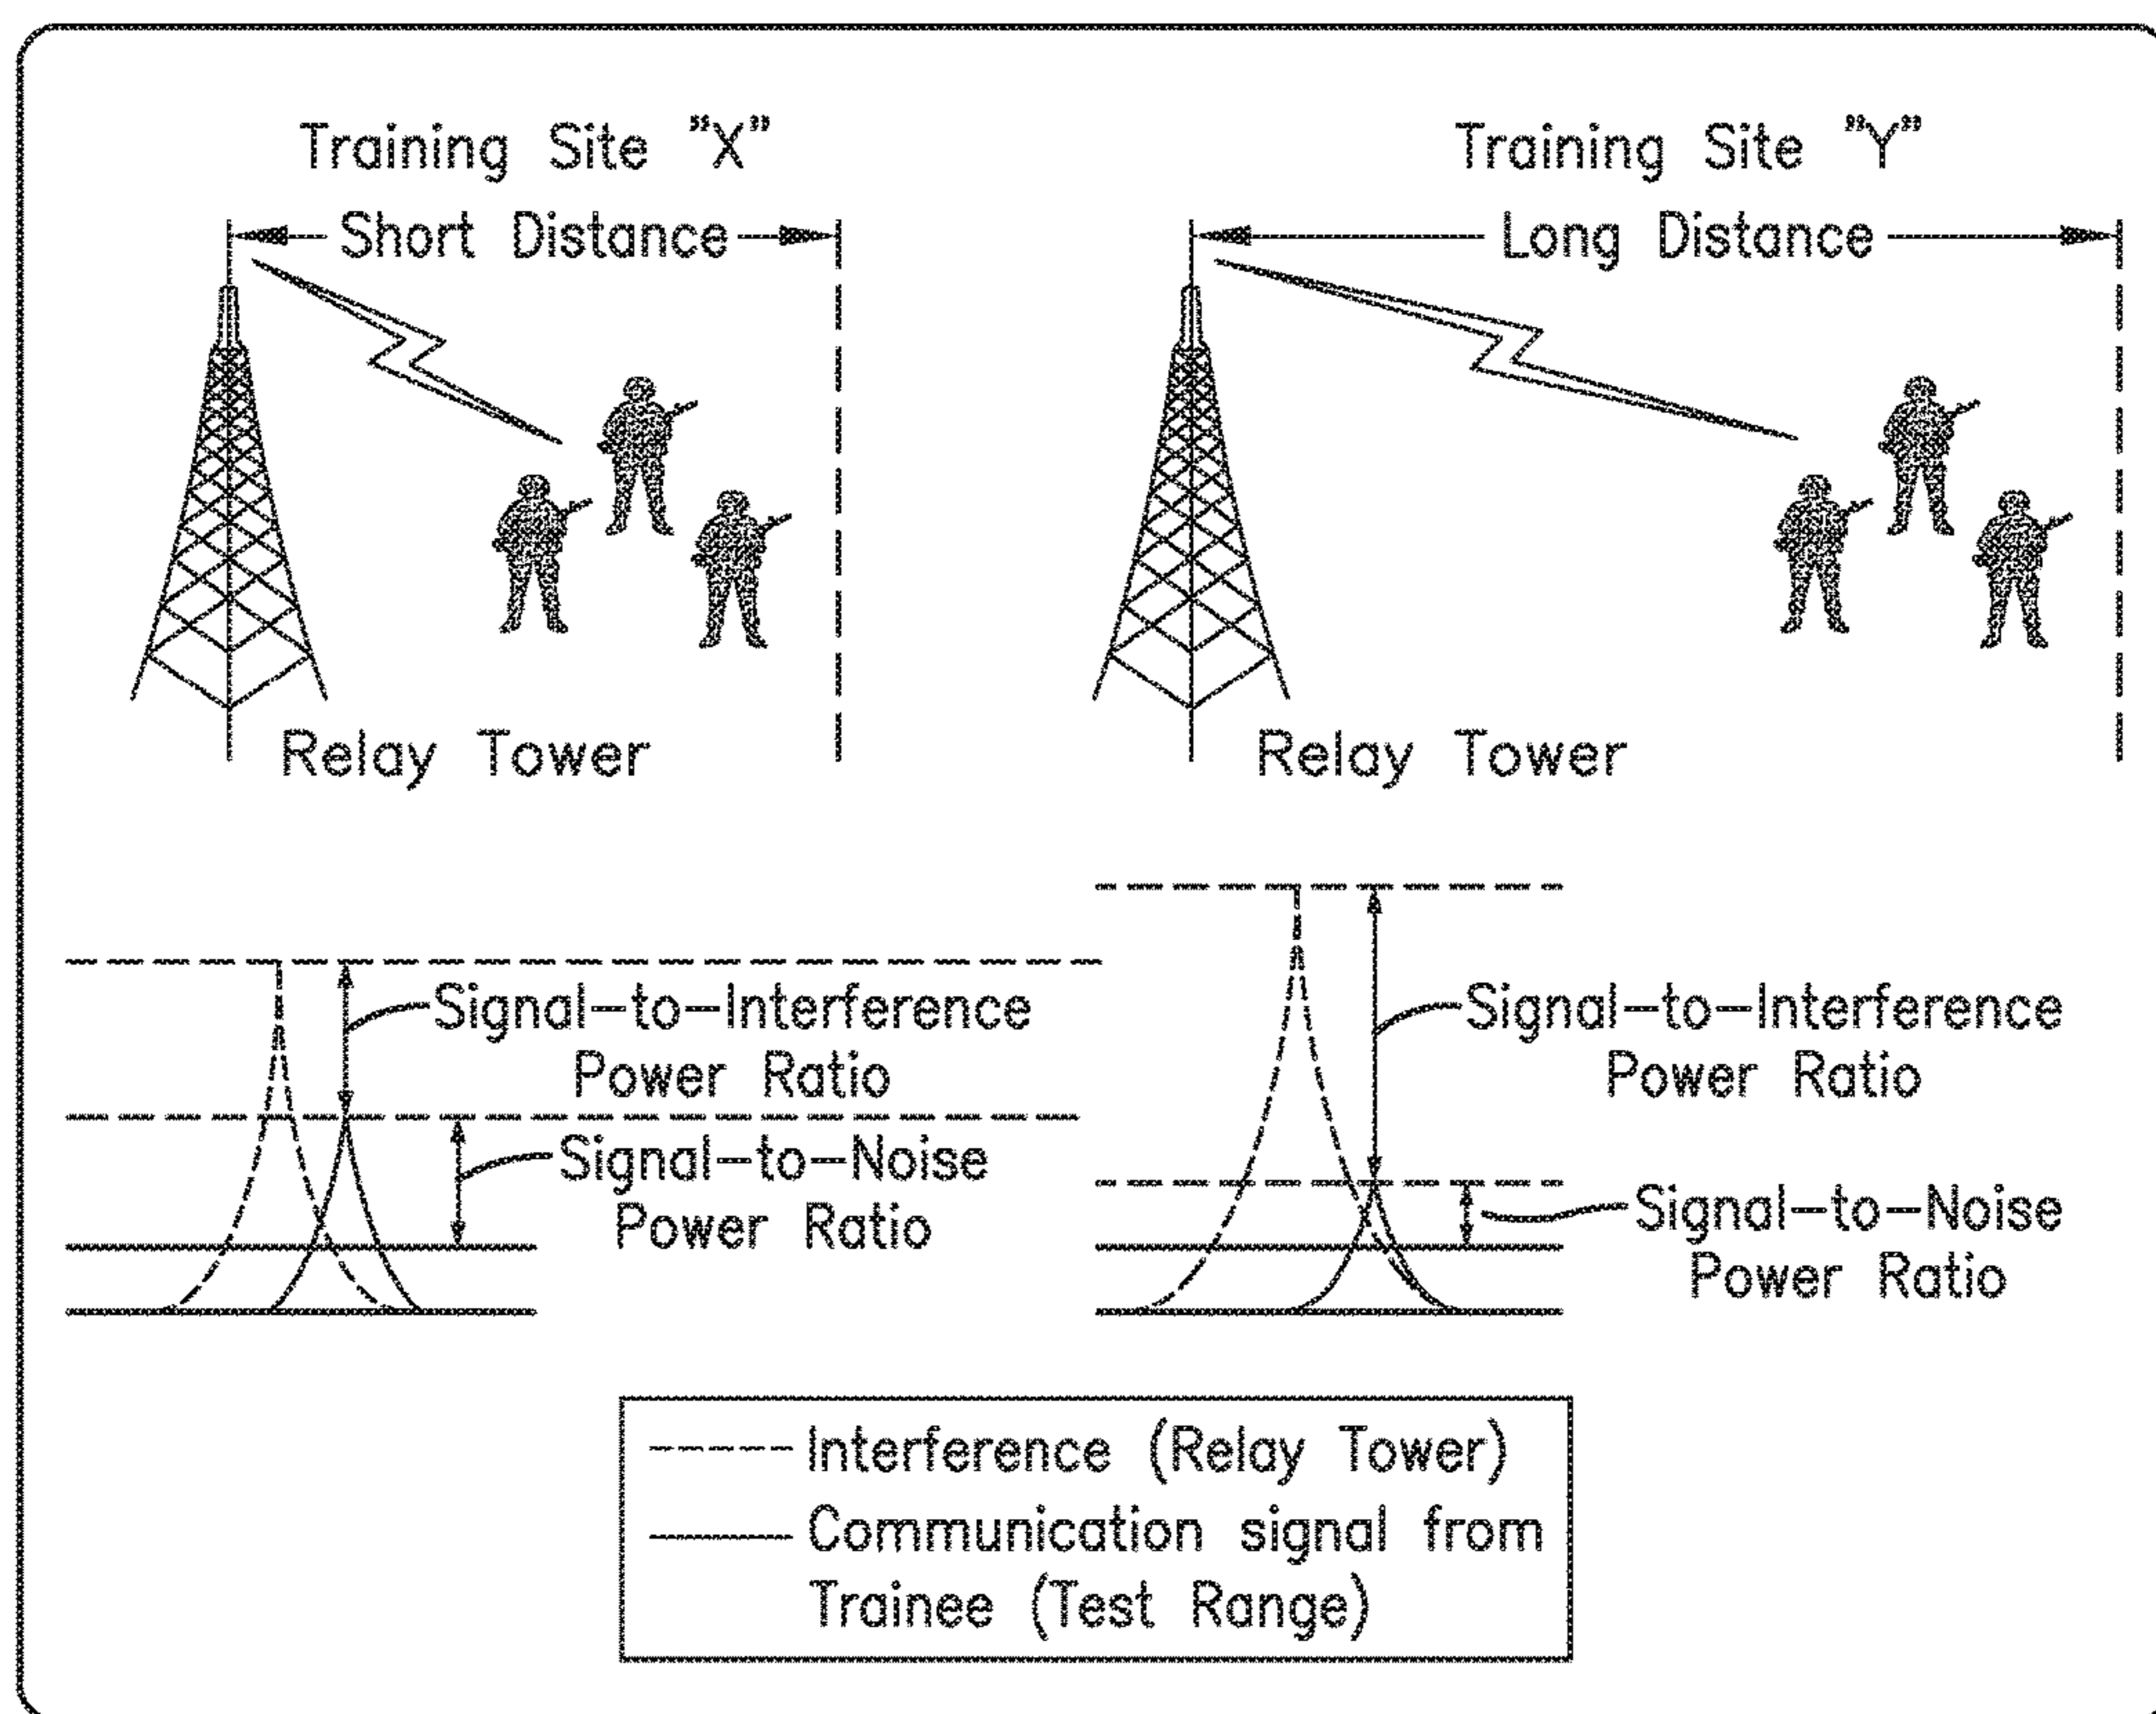 Training Site "X"
Short Distance
Relay Tower
Training Site "Y"
Long Distance
Relay Tower
Signal-to-Interference
Power Ratio
Signal-to-Noise
Power Ratio
Signal-to-Interference
Power Ratio
Signal-to-Noise
Power Ratio
Interference (Relay Tower)
Communication signal from
Trainee (Test Range)